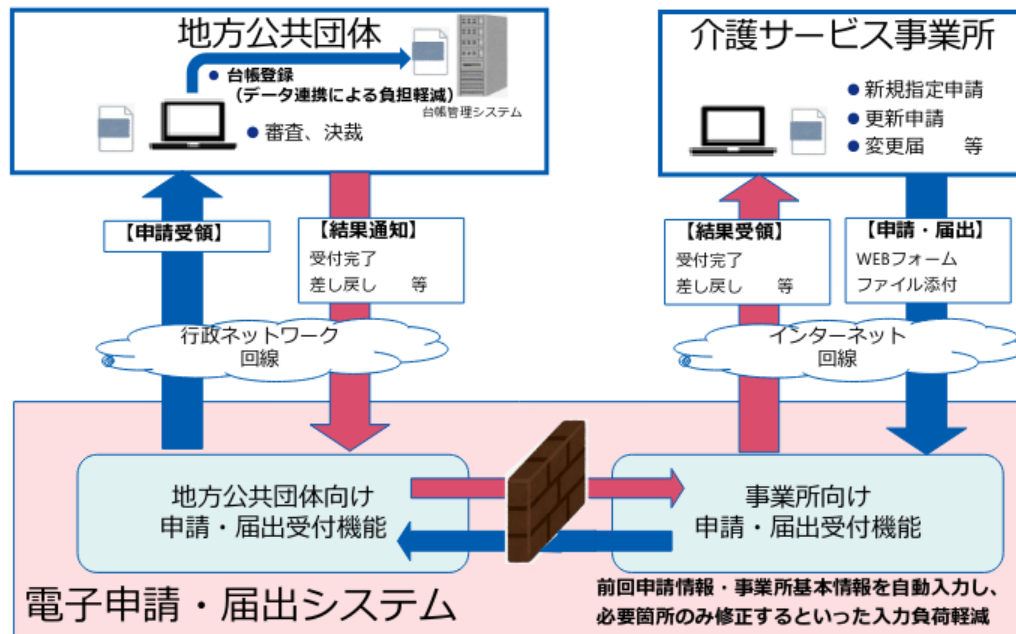 地方公共団体
● 台帳登録
（データ連携による負担軽減）
台帳管理システム
● 審査、決裁
介護サービス事業所
● 新規指定申請
● 更新申請
● 変更届　等
【申請受領】
【結果通知】
受付完了
差し戻し　等
【結果受領】
受付完了
差し戻し　等
【申請・届出】
WEBフォーム
ファイル添付
行政ネットワーク
回線
インターネット
回線
地方公共団体向け
申請・届出受付機能
事業所向け
申請・届出受付機能
電子申請・届出システム
前回申請情報・事業所基本情報を自動入力し、
必要箇所のみ修正するといった入力負荷軽減